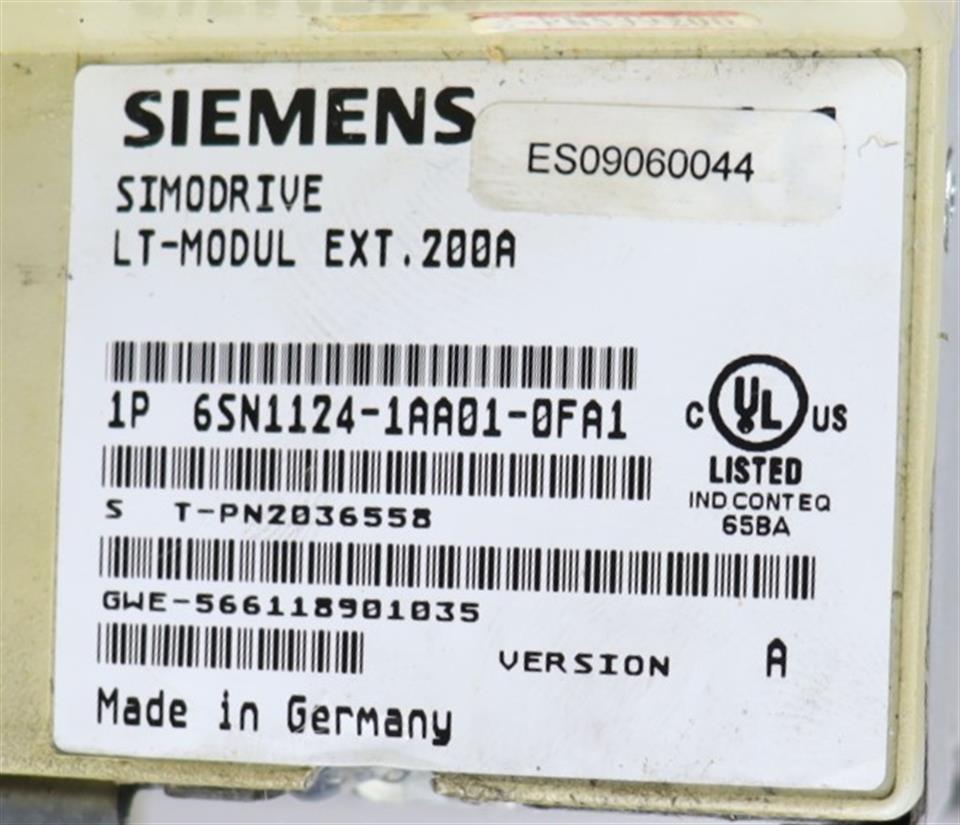 SIEMENS
ES09060044
SIMODRIVE
LT-MODUL EXT.200A
1P 6SN1124-1AA01-0FA1
C UL US
LISTED
IND CONT EQ
65BA
S T-PN2036558
GWE-566118901035
VERSION A
Made in Germany